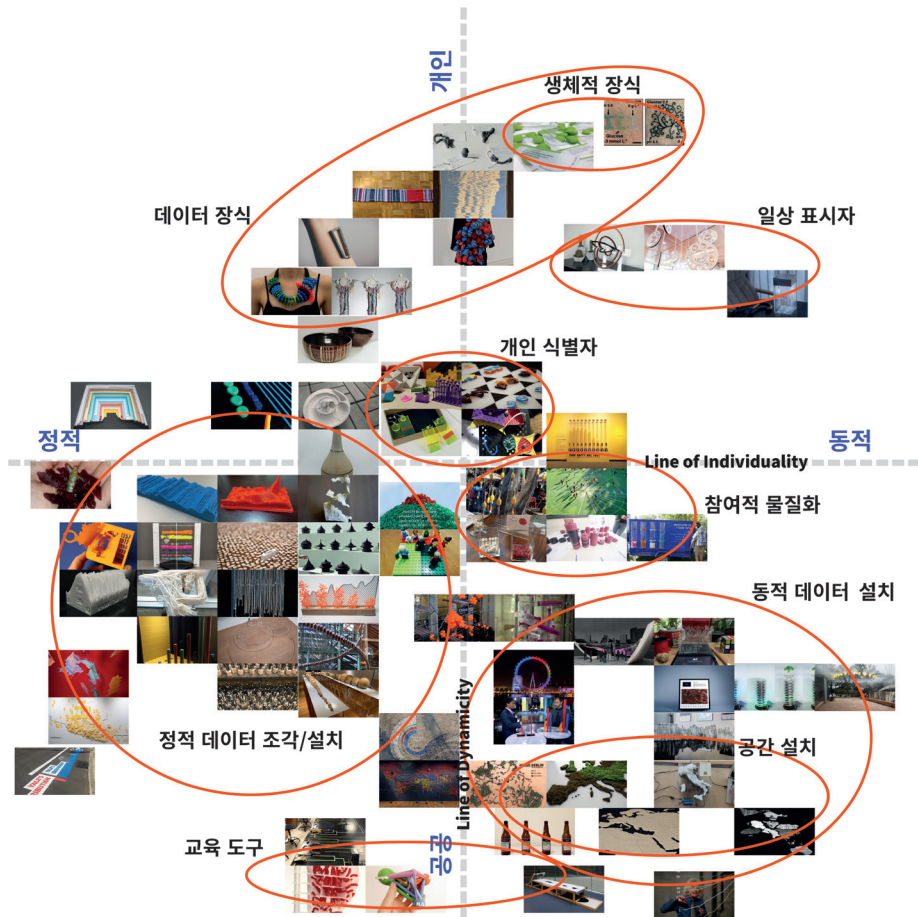 개인
생체적 장식
Glucose
데이터 장식
일상 표시자
개인 식별자
정적
동적
Line of Individuality
참여적 물질화
동적 데이터 설치
Line of Dynamicity
정적 데이터 조각/설치
공간 설치
교육 도구
공공